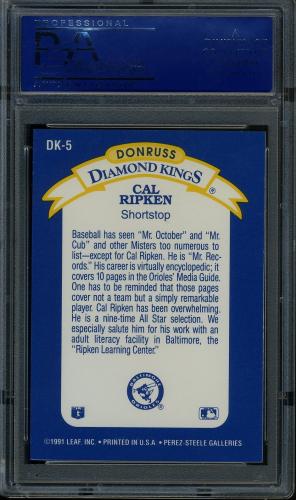 PROFESSIONAL
PSA
DK-5
DONRUSS
DIAMOND KINGS®
CAL
RIPKEN
Shortstop
Baseball has seen "Mr. October" and "Mr.
Cub" and other Misters too numerous to
list—except for Cal Ripken. He is "Mr. Rec-
ords." His career is virtually encyclopedic; it
covers 10 pages in the Orioles' Media Guide.
One has to be reminded that those pages
cover not a team but a simply remarkable
player. Cal Ripken has been overwhelming.
He is a nine-time All Star selection. We
especially salute him for his work with an
adult literacy facility in Baltimore, the
"Ripken Learning Center."
BALTIMORE
ORIOLES
©1991 LEAF, INC. • PRINTED IN U.S.A. • PEREZ-STEELE GALLERIES